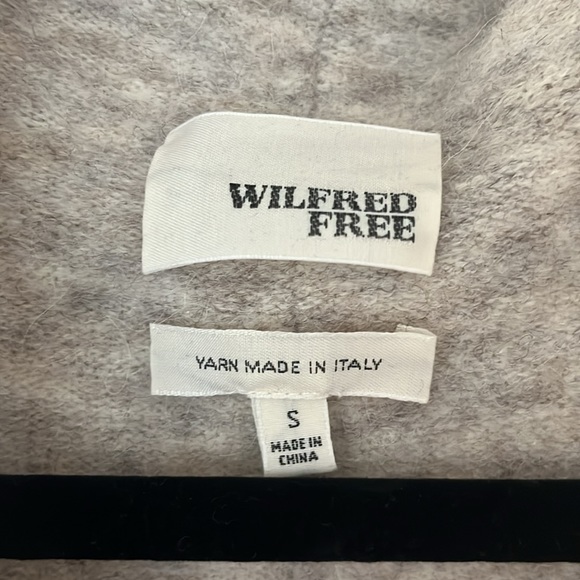 WILFRED
FREE
YARN MADE IN ITALY
S
MADE IN
CHINA